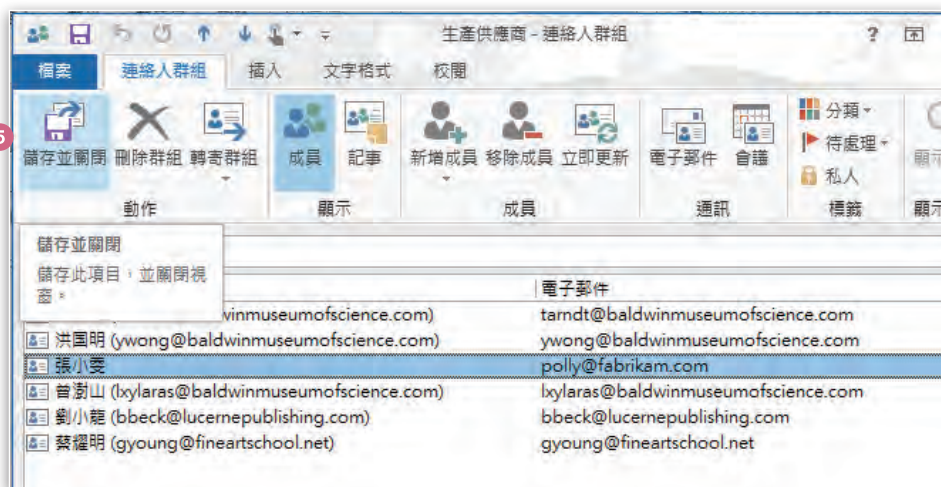 生產供應商 - 連絡人群組 ?
檔案 連絡人群組 插入 文字格式 校閱
5
儲存並關閉 刪除群組 轉寄群組 成員 記事 新增成員 移除成員 立即更新 電子郵件 會議
分類
待處理
私人
動作 顯示 成員 通訊 標籤 顯示
儲存並關閉
儲存此項目，並關閉視
窗。
電子郵件
winmuseumofscience.com) tarndt@baldwinmuseumofscience.com
洪国明 (ywong@baldwinmuseumofscience.com) ywong@baldwinmuseumofscience.com
張小雯 polly@fabrikam.com
曾澍山 (lxylaras@baldwinmuseumofscience.com) lxylaras@baldwinmuseumofscience.com
劉小龍 (bbeck@lucernepublishing.com) bbeck@lucernepublishing.com
蔡耀明 (gyoung@fineartschool.net) gyoung@fineartschool.net